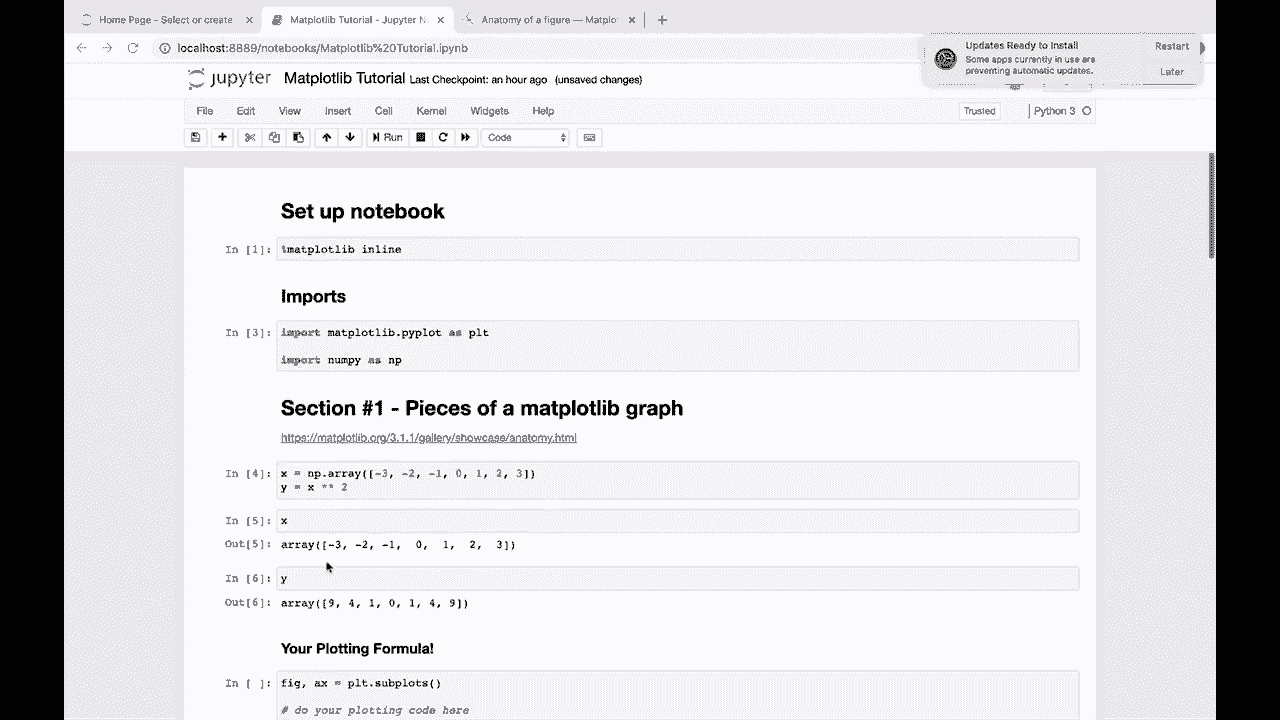 Home Page - Select or create
Matplotlib Tutorial - Jupyter N
Anatomy of a figure — Matplot
localhost:8889/notebooks/Matplotlib%20Tutorial.ipynb
Updates Ready to Install
Some apps currently in use are
preventing automatic updates.
Restart
Later
jupyter Matplotlib Tutorial Last Checkpoint: an hour ago (unsaved changes)
File Edit View Insert Cell Kernel Widgets Help Trusted Python 3
Run Code
Set up notebook
In [1]: %matplotlib inline
Imports
In [3]: import matplotlib.pyplot as plt
import numpy as np
Section #1 - Pieces of a matplotlib graph
https://matplotlib.org/3.1.1/gallery/showcase/anatomy.html
In [4]: x = np.array([-3, -2, -1, 0, 1, 2, 3])
y = x ** 2
In [5]: x
Out[5]: array([-3, -2, -1, 0, 1, 2, 3])
In [6]: y
Out[6]: array([9, 4, 1, 0, 1, 4, 9])
Your Plotting Formula!
In [ ]: fig, ax = plt.subplots()
# do your plotting code here